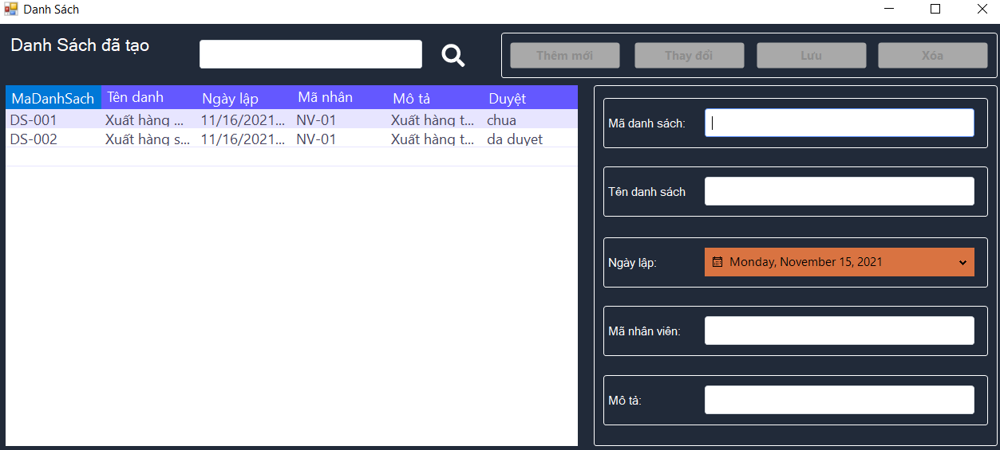 Danh Sách
Danh Sách đã tạo
Thêm mới Thay đổi Lưu Xóa
MaDanhSach Tên danh Ngày lập Mã nhân Mô tả Duyệt
DS-001 Xuất hàng ... 11/16/2021... NV-01 Xuất hàng t... chua
DS-002 Xuất hàng s... 11/16/2021... NV-01 Xuất hàng t... da duyet
Mã danh sách:
Tên danh sách
Ngày lập: Monday, November 15, 2021
Mã nhân viên:
Mô tả: